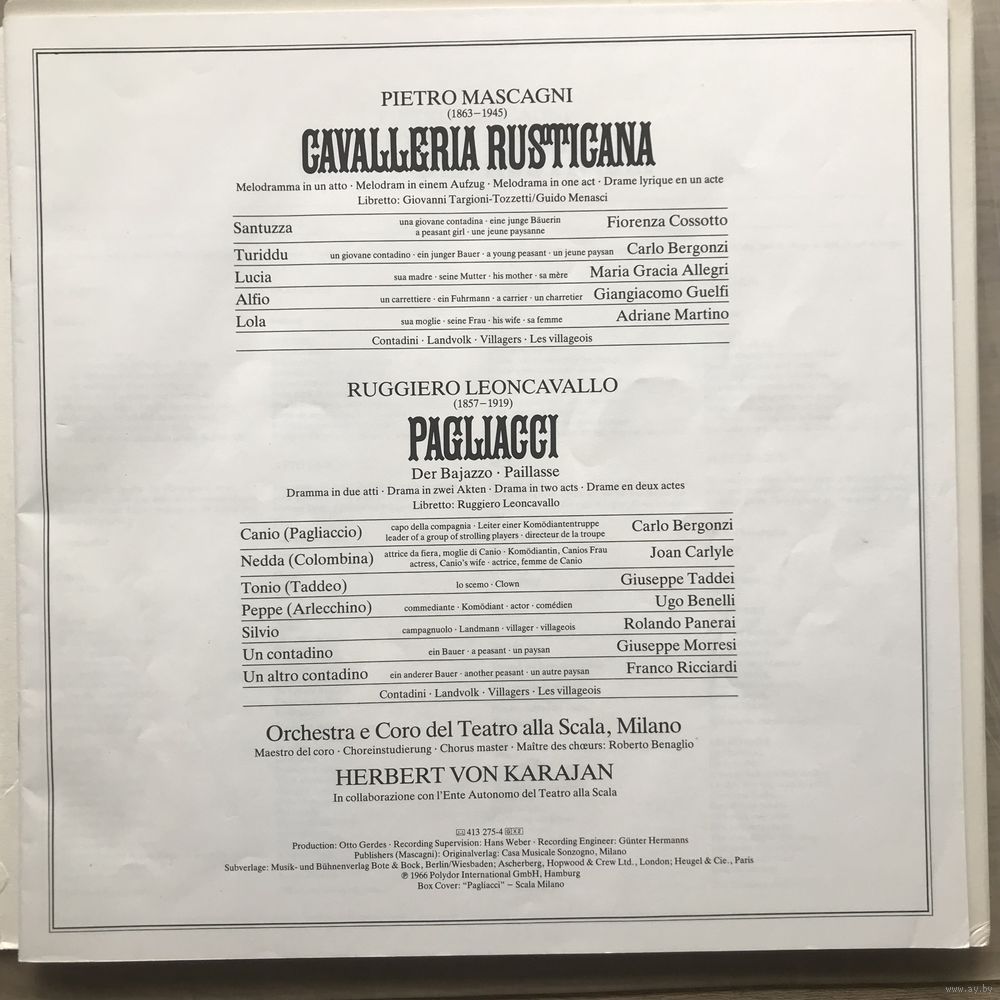 PIETRO MASCAGNI
(1863–1945)
CAVALLERIA RUSTICANA
Melodramma in un atto · Melodram in einem Aufzug · Melodrama in one act · Drame lyrique en un acte
Libretto: Giovanni Targioni-Tozzetti/Guido Menasci
Santuzza una giovane contadina · eine junge Bäuerin Fiorenza Cossotto
a peasant girl · une jeune paysanne
Turiddu un giovane contadino · ein junger Bauer · a young peasant · un jeune paysan Carlo Bergonzi
Lucia sua madre · seine Mutter · his mother · sa mère Maria Gracia Allegri
Alfio un carrettiere · ein Fuhrmann · a carrier · un charretier Giangiacomo Guelfi
Lola sua moglie · seine Frau · his wife · sa femme Adriane Martino
Contadini · Landvolk · Villagers · Les villageois
RUGGIERO LEONCAVALLO
(1857–1919)
PAGLIACCI
Der Bajazzo · Paillasse
Dramma in due atti · Drama in zwei Akten · Drama in two acts · Drame en deux actes
Libretto: Ruggiero Leoncavallo
Canio (Pagliaccio) capo della compagnia · Leiter einer Komödiantentruppe Carlo Bergonzi
leader of a group of strolling players · directeur de la troupe
Nedda (Colombina) attrice da fiera, moglie di Canio · Komödiantin, Canios Frau Joan Carlyle
actress, Canio's wife · actrice, femme de Canio
Tonio (Taddeo) lo scemo · Clown Giuseppe Taddei
Peppe (Arlecchino) commediante · Komödiant · actor · comédien Ugo Benelli
Silvio campagnuolo · Landmann · villager · villageois Rolando Panerai
Un contadino ein Bauer · a peasant · un paysan Giuseppe Morresi
Un altro contadino ein anderer Bauer · another peasant · un autre paysan Franco Ricciardi
Contadini · Landvolk · Villagers · Les villageois
Orchestra e Coro del Teatro alla Scala, Milano
Maestro del coro · Choreinstudierung · Chorus master · Maître des chœurs: Roberto Benaglio
HERBERT VON KARAJAN
In collaborazione con l'Ente Autonomo del Teatro alla Scala
413 275-4
Production: Otto Gerdes · Recording Supervision: Hans Weber · Recording Engineer: Günter Hermanns
Publishers (Mascagni): Originalverlag: Casa Musicale Sonzogno, Milano
Subverlage: Musik- und Bühnenverlag Bote & Bock, Berlin/Wiesbaden; Ascherberg, Hopwood & Crew Ltd., London; Heugel & Cie., Paris
℗ 1966 Polydor International GmbH, Hamburg
Box Cover: “Pagliacci” – Scala Milano
www.ay.by